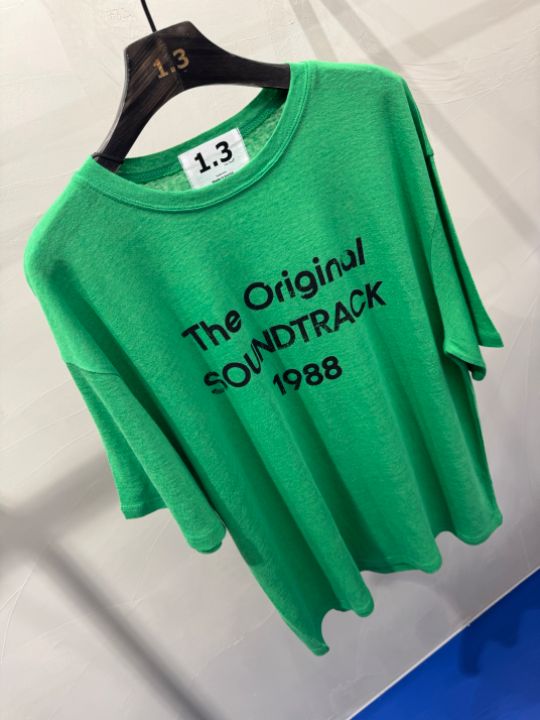 1.3
1.3
The Original
SOUNDTRACK
1988